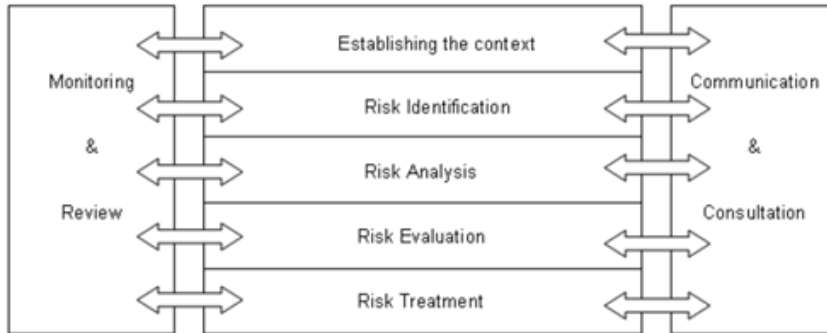 Monitoring
&
Review
Establishing the context
Risk Identification
Risk Analysis
Risk Evaluation
Risk Treatment
Communication
&
Consultation